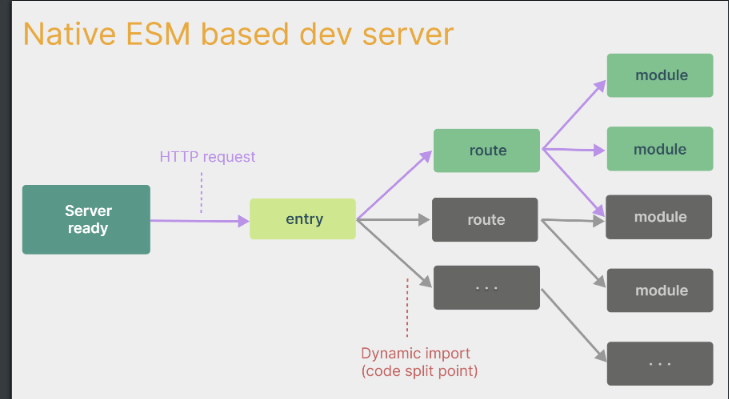 Native ESM based dev server
module
HTTP request
route
module
Server
ready
entry
route
module
...
module
Dynamic import
(code split point)
...